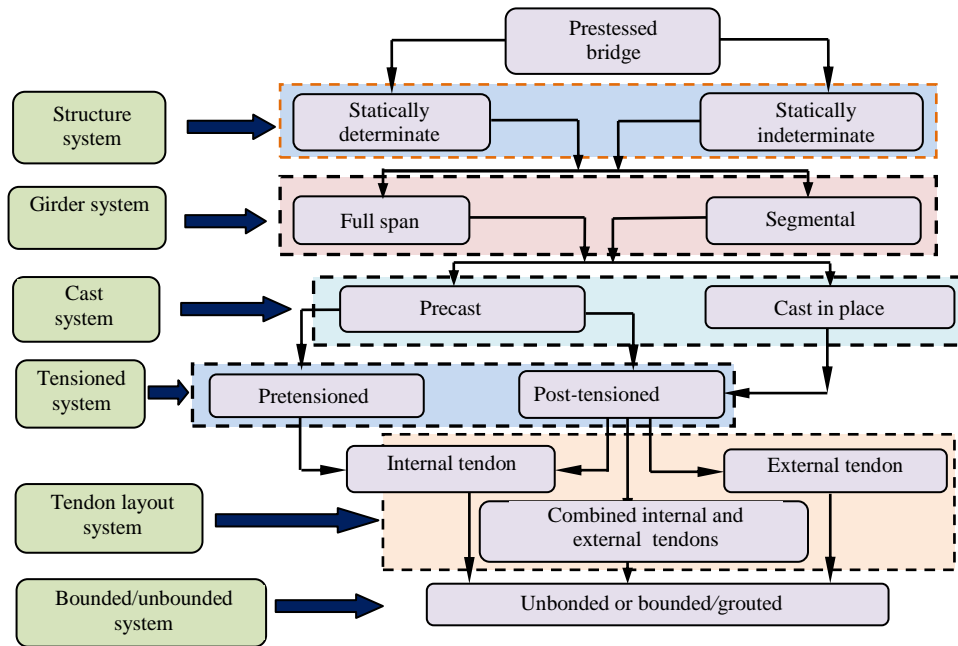 Prestessed
bridge
Structure
system
Statically
determinate
Statically
indeterminate
Girder system
Full span
Segmental
Cast
system
Precast
Cast in place
Tensioned
system
Pretensioned
Post-tensioned
Internal tendon
External tendon
Tendon layout
system
Combined internal and
external tendons
Bounded/unbounded
system
Unbonded or bounded/grouted